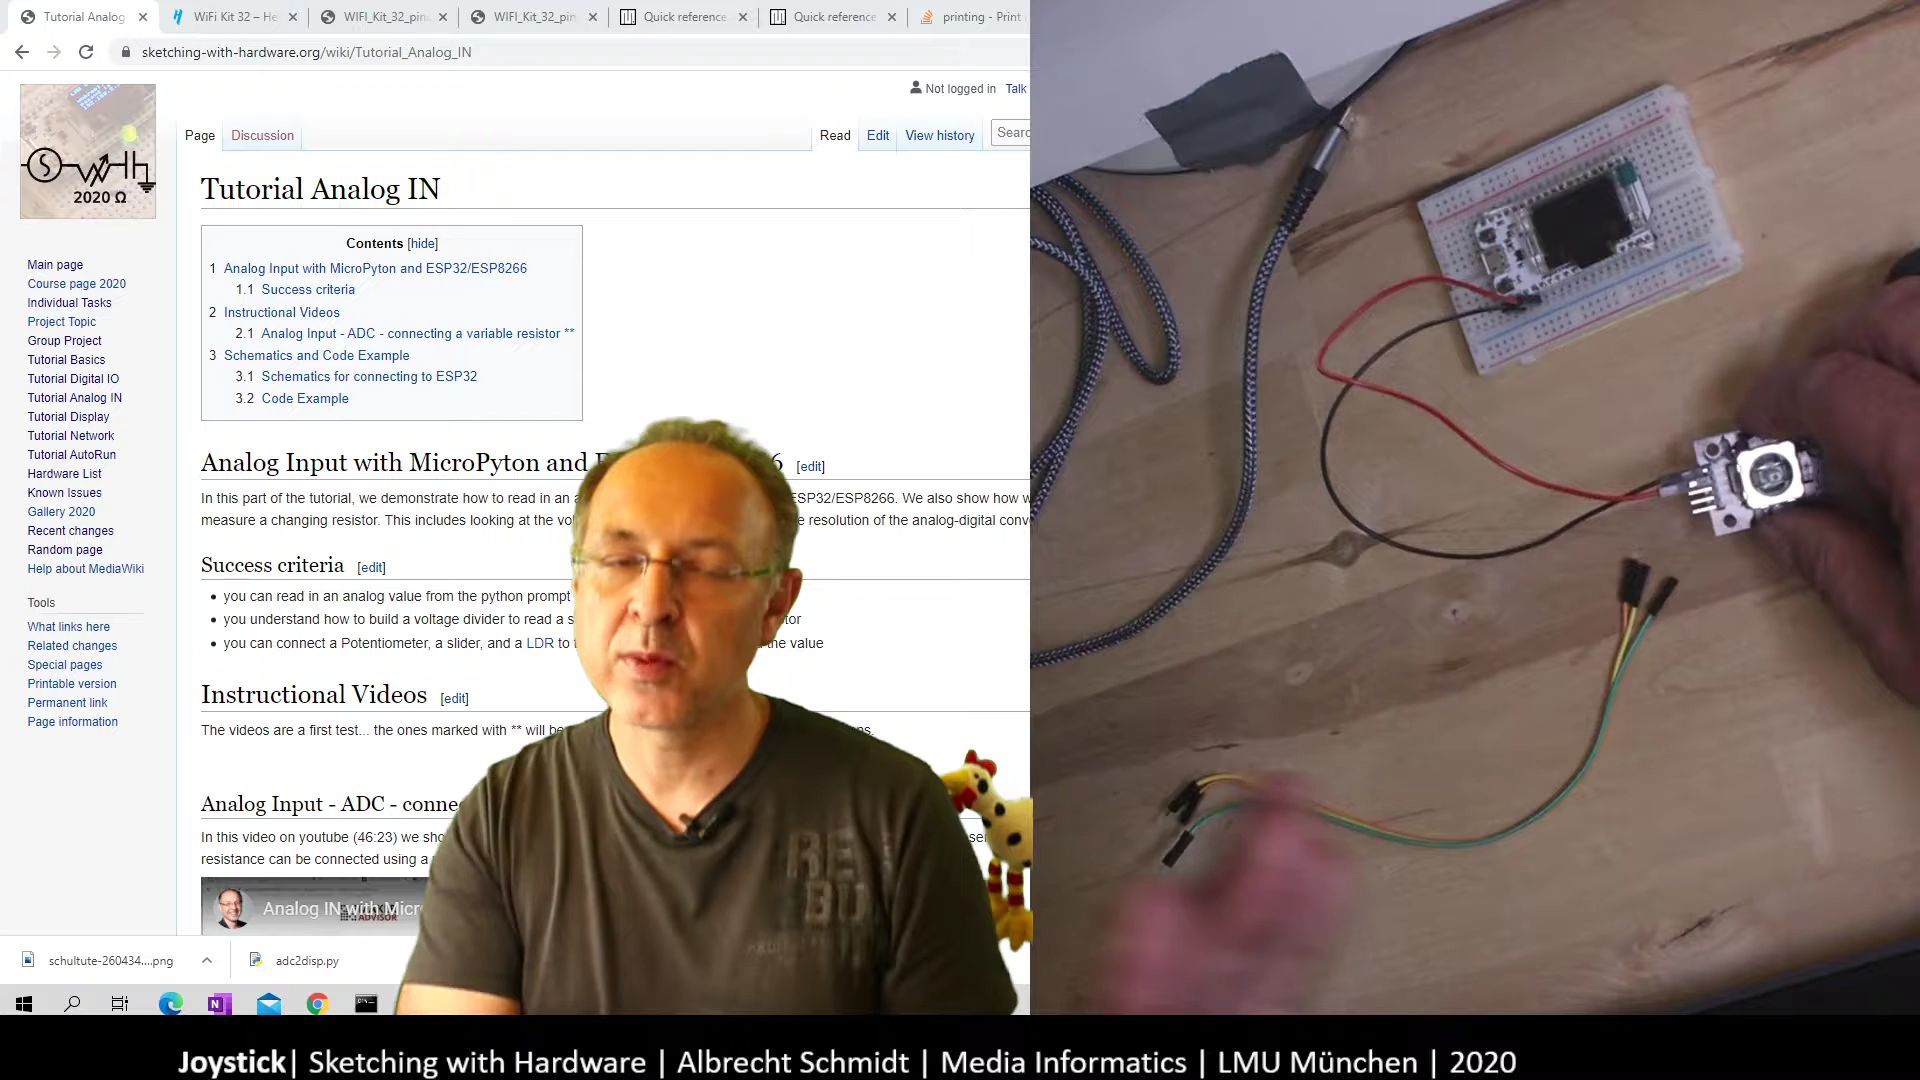 Tutorial Analog
WiFi Kit 32 – He
WIFI_Kit_32_pin
WIFI_Kit_32_pin
Quick reference
Quick reference
printing - Print
sketching-with-hardware.org/wiki/Tutorial_Analog_IN
2020 Ω
Not logged in Talk
Page Discussion Read Edit View history Searc
Tutorial Analog IN
Contents [hide]
1 Analog Input with MicroPyton and ESP32/ESP8266
1.1 Success criteria
2 Instructional Videos
2.1 Analog Input - ADC - connecting a variable resistor **
3 Schematics and Code Example
3.1 Schematics for connecting to ESP32
3.2 Code Example
Main page
Course page 2020
Individual Tasks
Project Topic
Group Project
Tutorial Basics
Tutorial Digital IO
Tutorial Analog IN
Tutorial Display
Tutorial Network
Tutorial AutoRun
Hardware List
Known Issues
Gallery 2020
Recent changes
Random page
Help about MediaWiki
Tools
What links here
Related changes
Special pages
Printable version
Permanent link
Page information
Analog Input with MicroPyton and [edit]
In this part of the tutorial, we demonstrate how to read in an ESP32/ESP8266. We also show how
measure a changing resistor. This includes looking at the resolution of the analog-digital
Success criteria [edit]
• you can read in an analog value from the python prompt
• you understand how to build a voltage divider to read a
• you can connect a Potentiometer, a slider, and a LDR to the value
Instructional Videos [edit]
The videos are a first test... the ones marked with ** will
Analog Input - ADC -
In this video on youtube (46:23) we
resistance can be connected using a
Analog IN with Micr
schultute-260434....png
adc2disp.py
Joystick| Sketching with Hardware | Albrecht Schmidt | Media Informatics | LMU München | 2020